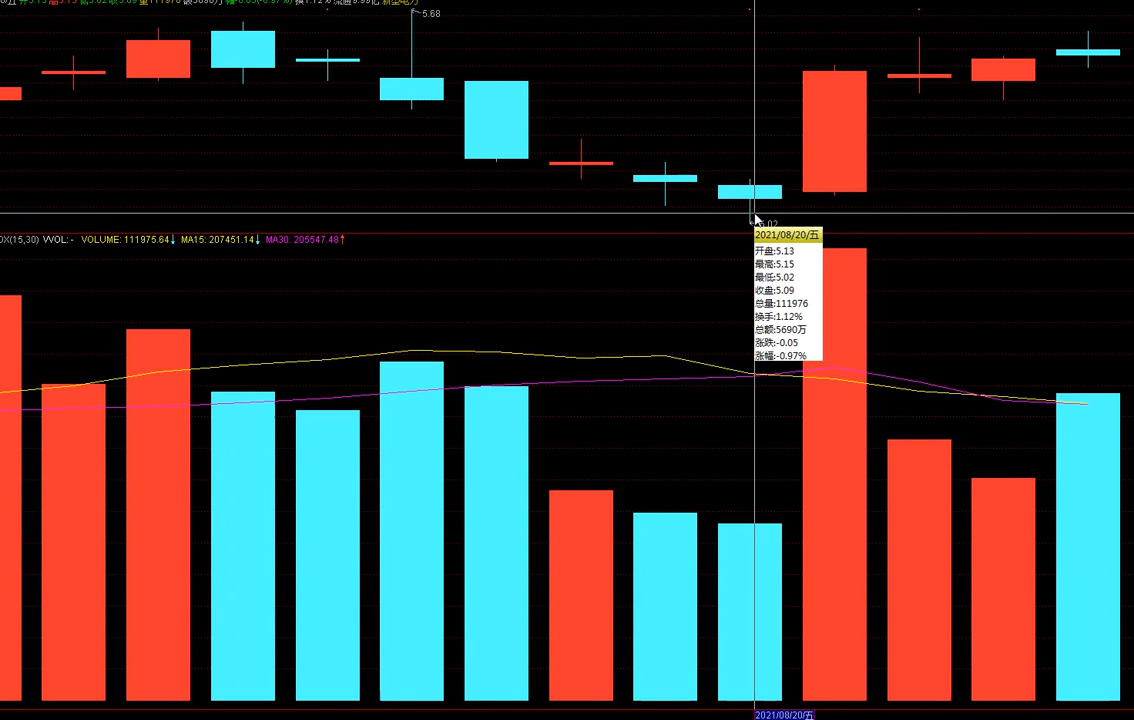 5.68
5.02
VVOL: - VOLUME: 111975.64↓ MA15: 207451.14↓ MA30: 205547.48↑
2021/08/20/五
开盘:5.13
最高:5.15
最低:5.02
收盘:5.09
总量:111976
换手:1.12%
总额:5690万
涨跌:-0.05
涨幅:-0.97%
2021/08/20/五